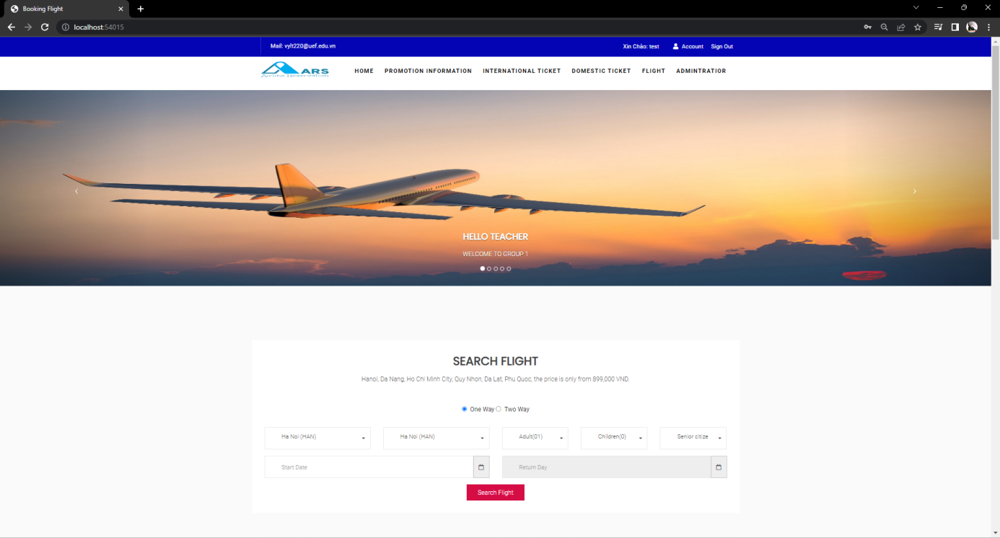 Booking Flight
localhost:54015
Mail: vylt220@uef.edu.vn
Xin Chào: test Account Sign Out
ARS
Airline Reservation
HOME PROMOTION INFORMATION INTERNATIONAL TICKET DOMESTIC TICKET FLIGHT ADMINTRATIOR
HELLO TEACHER
WELCOME TO GROUP 1
SEARCH FLIGHT
Hanoi, Da Nang, Ho Chi Minh City, Quy Nhon, Da Lat, Phu Quoc, the price is only from 899,000 VND.
One Way Two Way
Ha Noi (HAN) Ha Noi (HAN) Adult(01) Children(0) Senior citize
Start Date Return Day
Search Flight